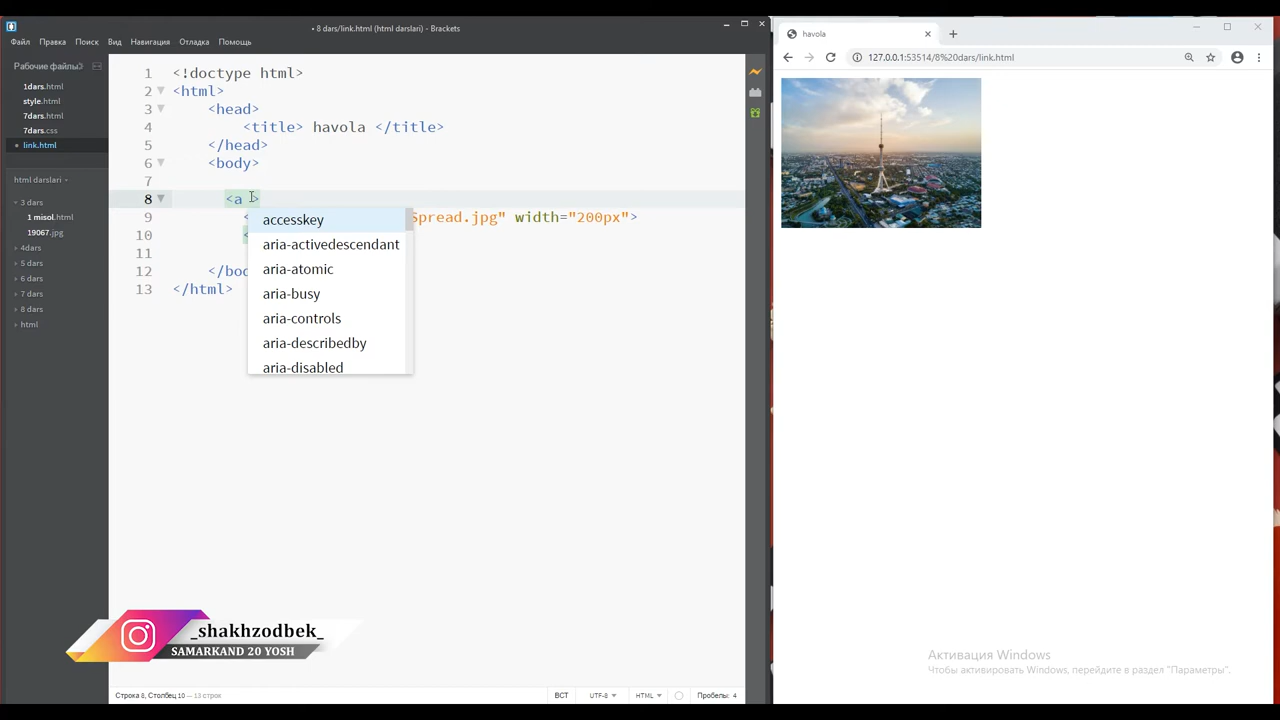 • 8 dars/link.html (html darslari) - Brackets
Файл Правка Поиск Вид Навигация Отладка Помощь
Рабочие файлы
1dars.html
style.html
7dars.html
7dars.css
• link.html
html darslari
3 dars
1 misol.html
19067.jpg
4dars
5 dars
6 dars
7 dars
8 dars
html
1 <!doctype html>
2 <html>
3 <head>
4 <title> havola </title>
5 </head>
6 <body>
7
8 <a >
9 < Spread.jpg" width="200px">
10 <
11
12 </bod
13 </html>
accesskey
aria-activedescendant
aria-atomic
aria-busy
aria-controls
aria-describedby
aria-disabled
_shakhzodbek_
SAMARKAND 20 YOSH
Строка 8, Столбец 10 — 13 строк
ВСТ UTF-8 HTML Пробелы: 4
havola
127.0.0.1:53514/8%20dars/link.html
Активация Windows
Чтобы активировать Windows, перейдите в раздел "Параметры".